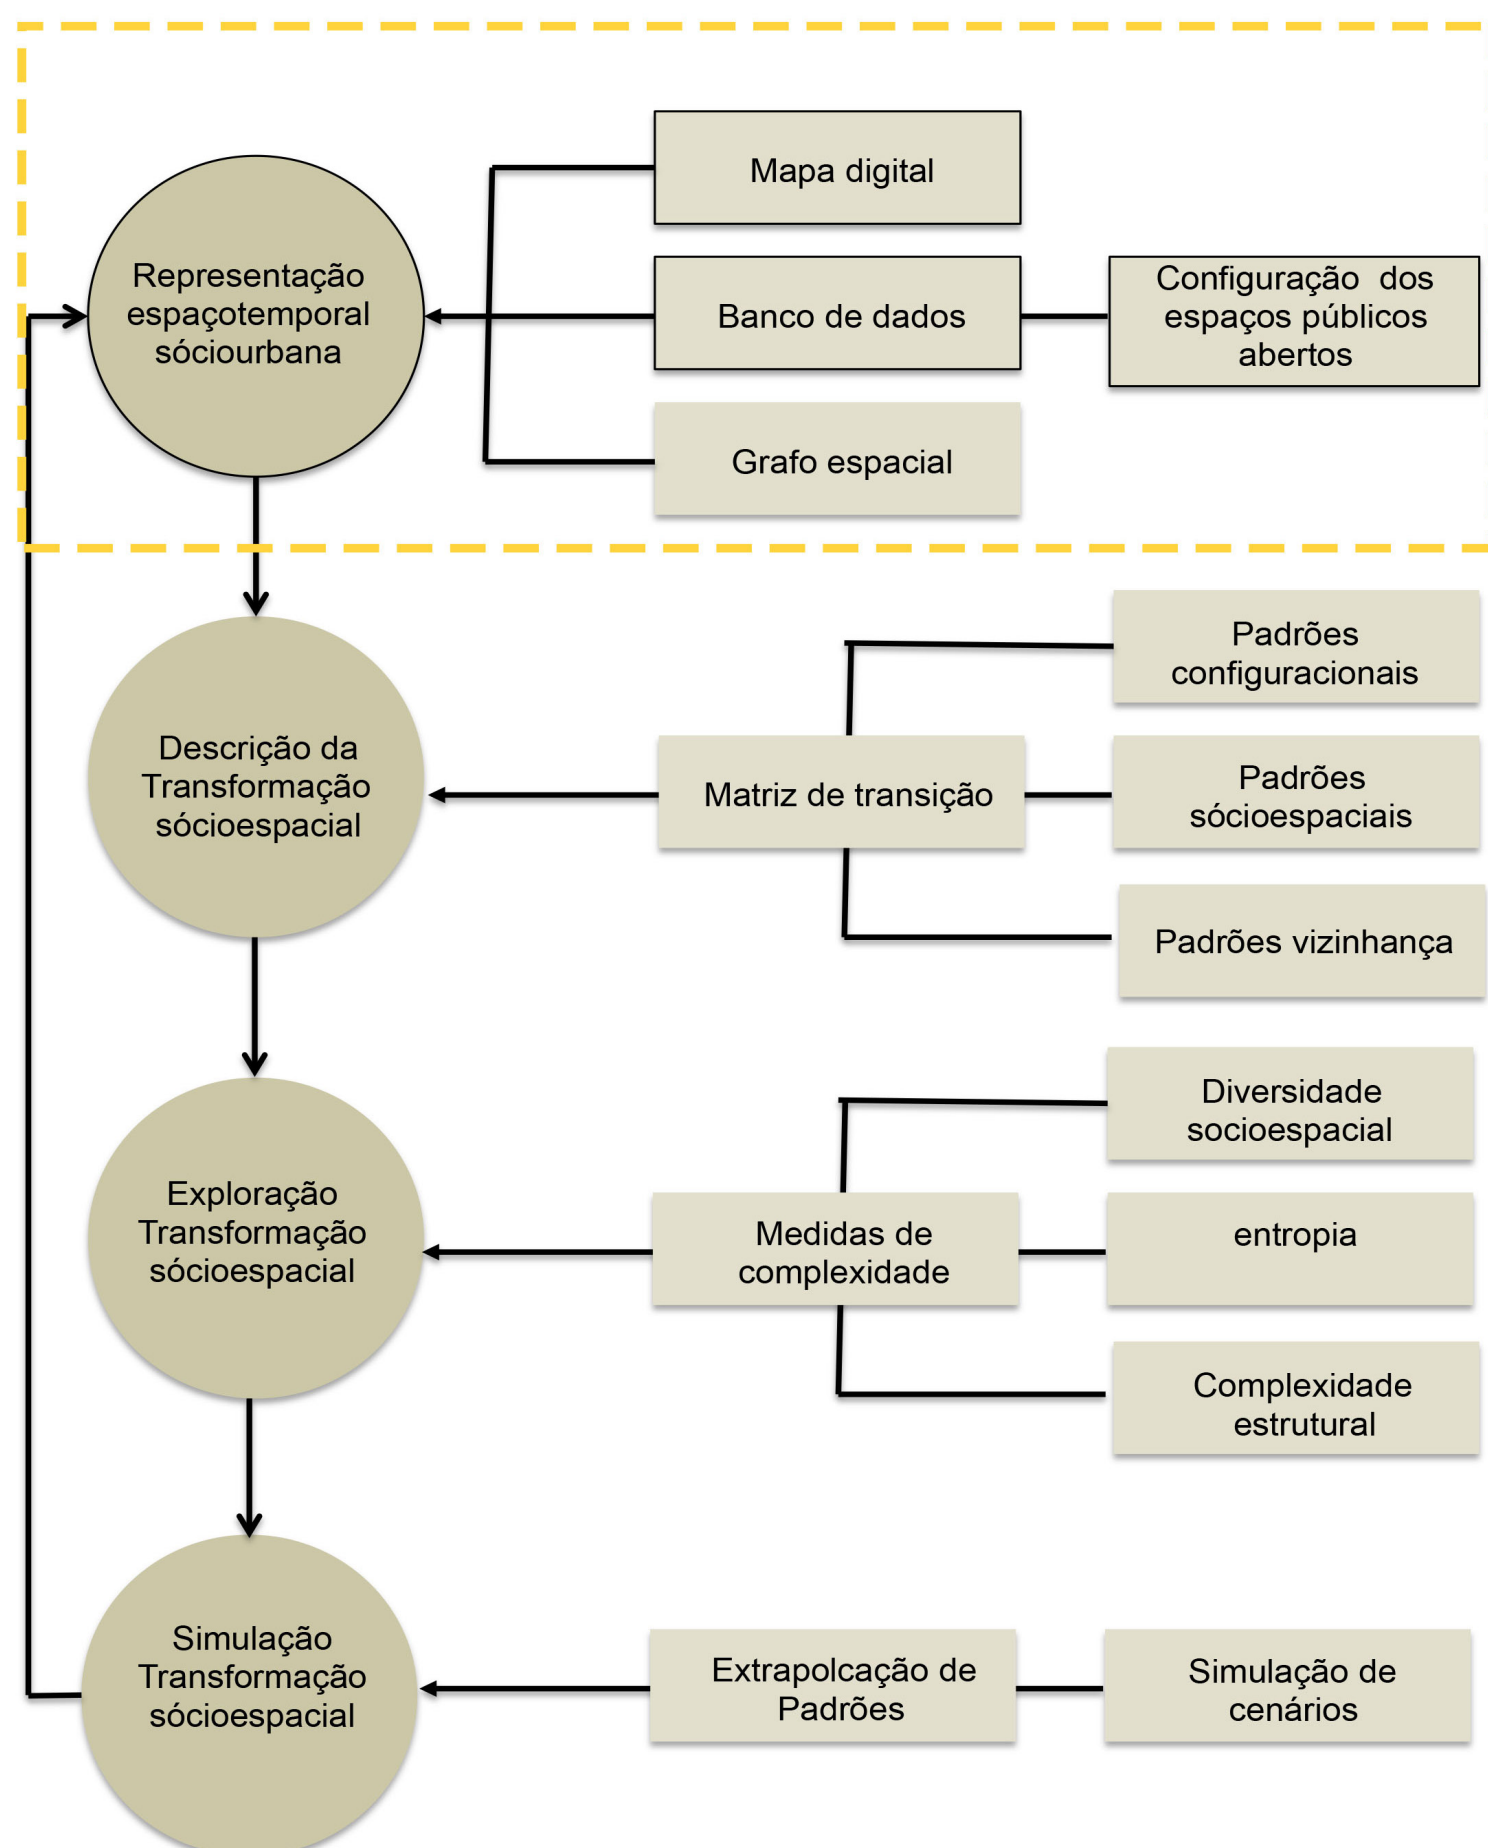 Mapa digital
Representação
espaçotemporal
sóciourbana
Banco de dados
Configuração dos
espaços públicos
abertos
Grafo espacial
Descrição da
Transformação
sócioespacial
Matriz de transição
Padrões
configuracionais
Padrões
sócioespaciais
Padrões vizinhança
Exploração
Transformação
sócioespacial
Medidas de
complexidade
Diversidade
socioespacial
entropia
Complexidade
estrutural
Simulação
Transformação
sócioespacial
Extrapolcação de
Padrões
Simulação de
cenários